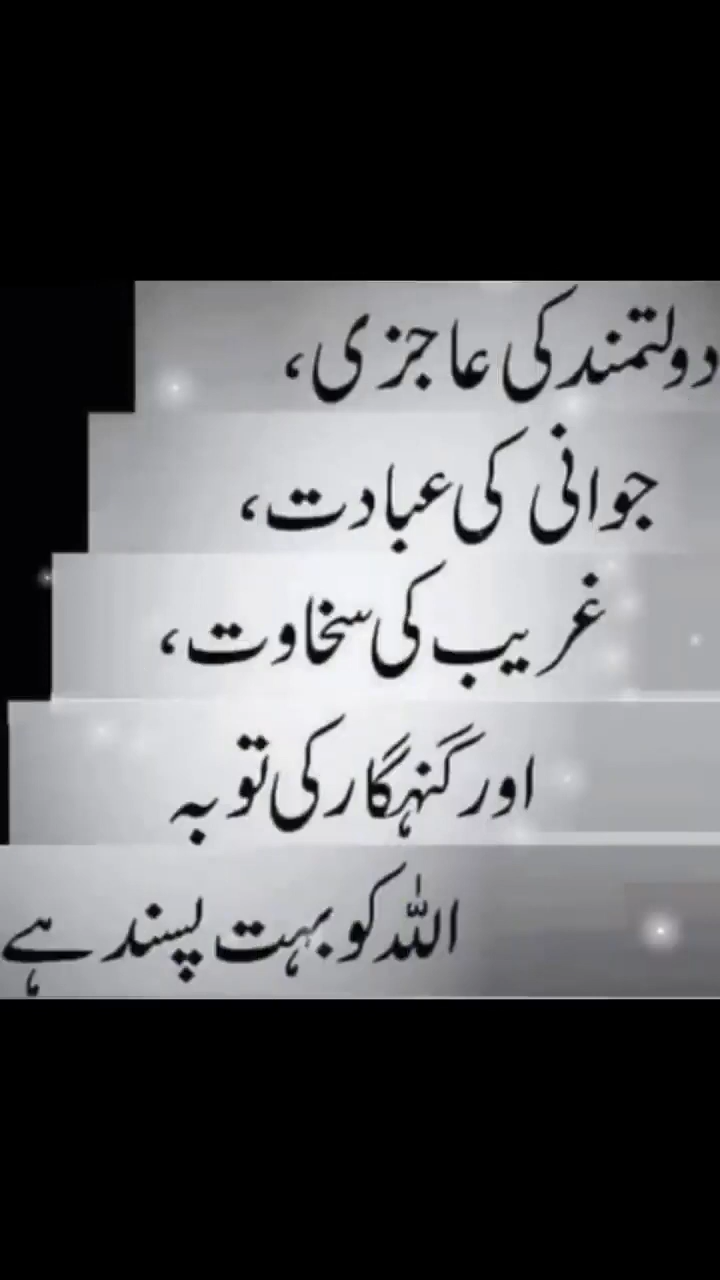 دولتمند کی عاجزی،
جوانی کی عبادت،
غریب کی سخاوت،
اور گنہگار کی توبہ
اللہ کو بہت پسند ہے